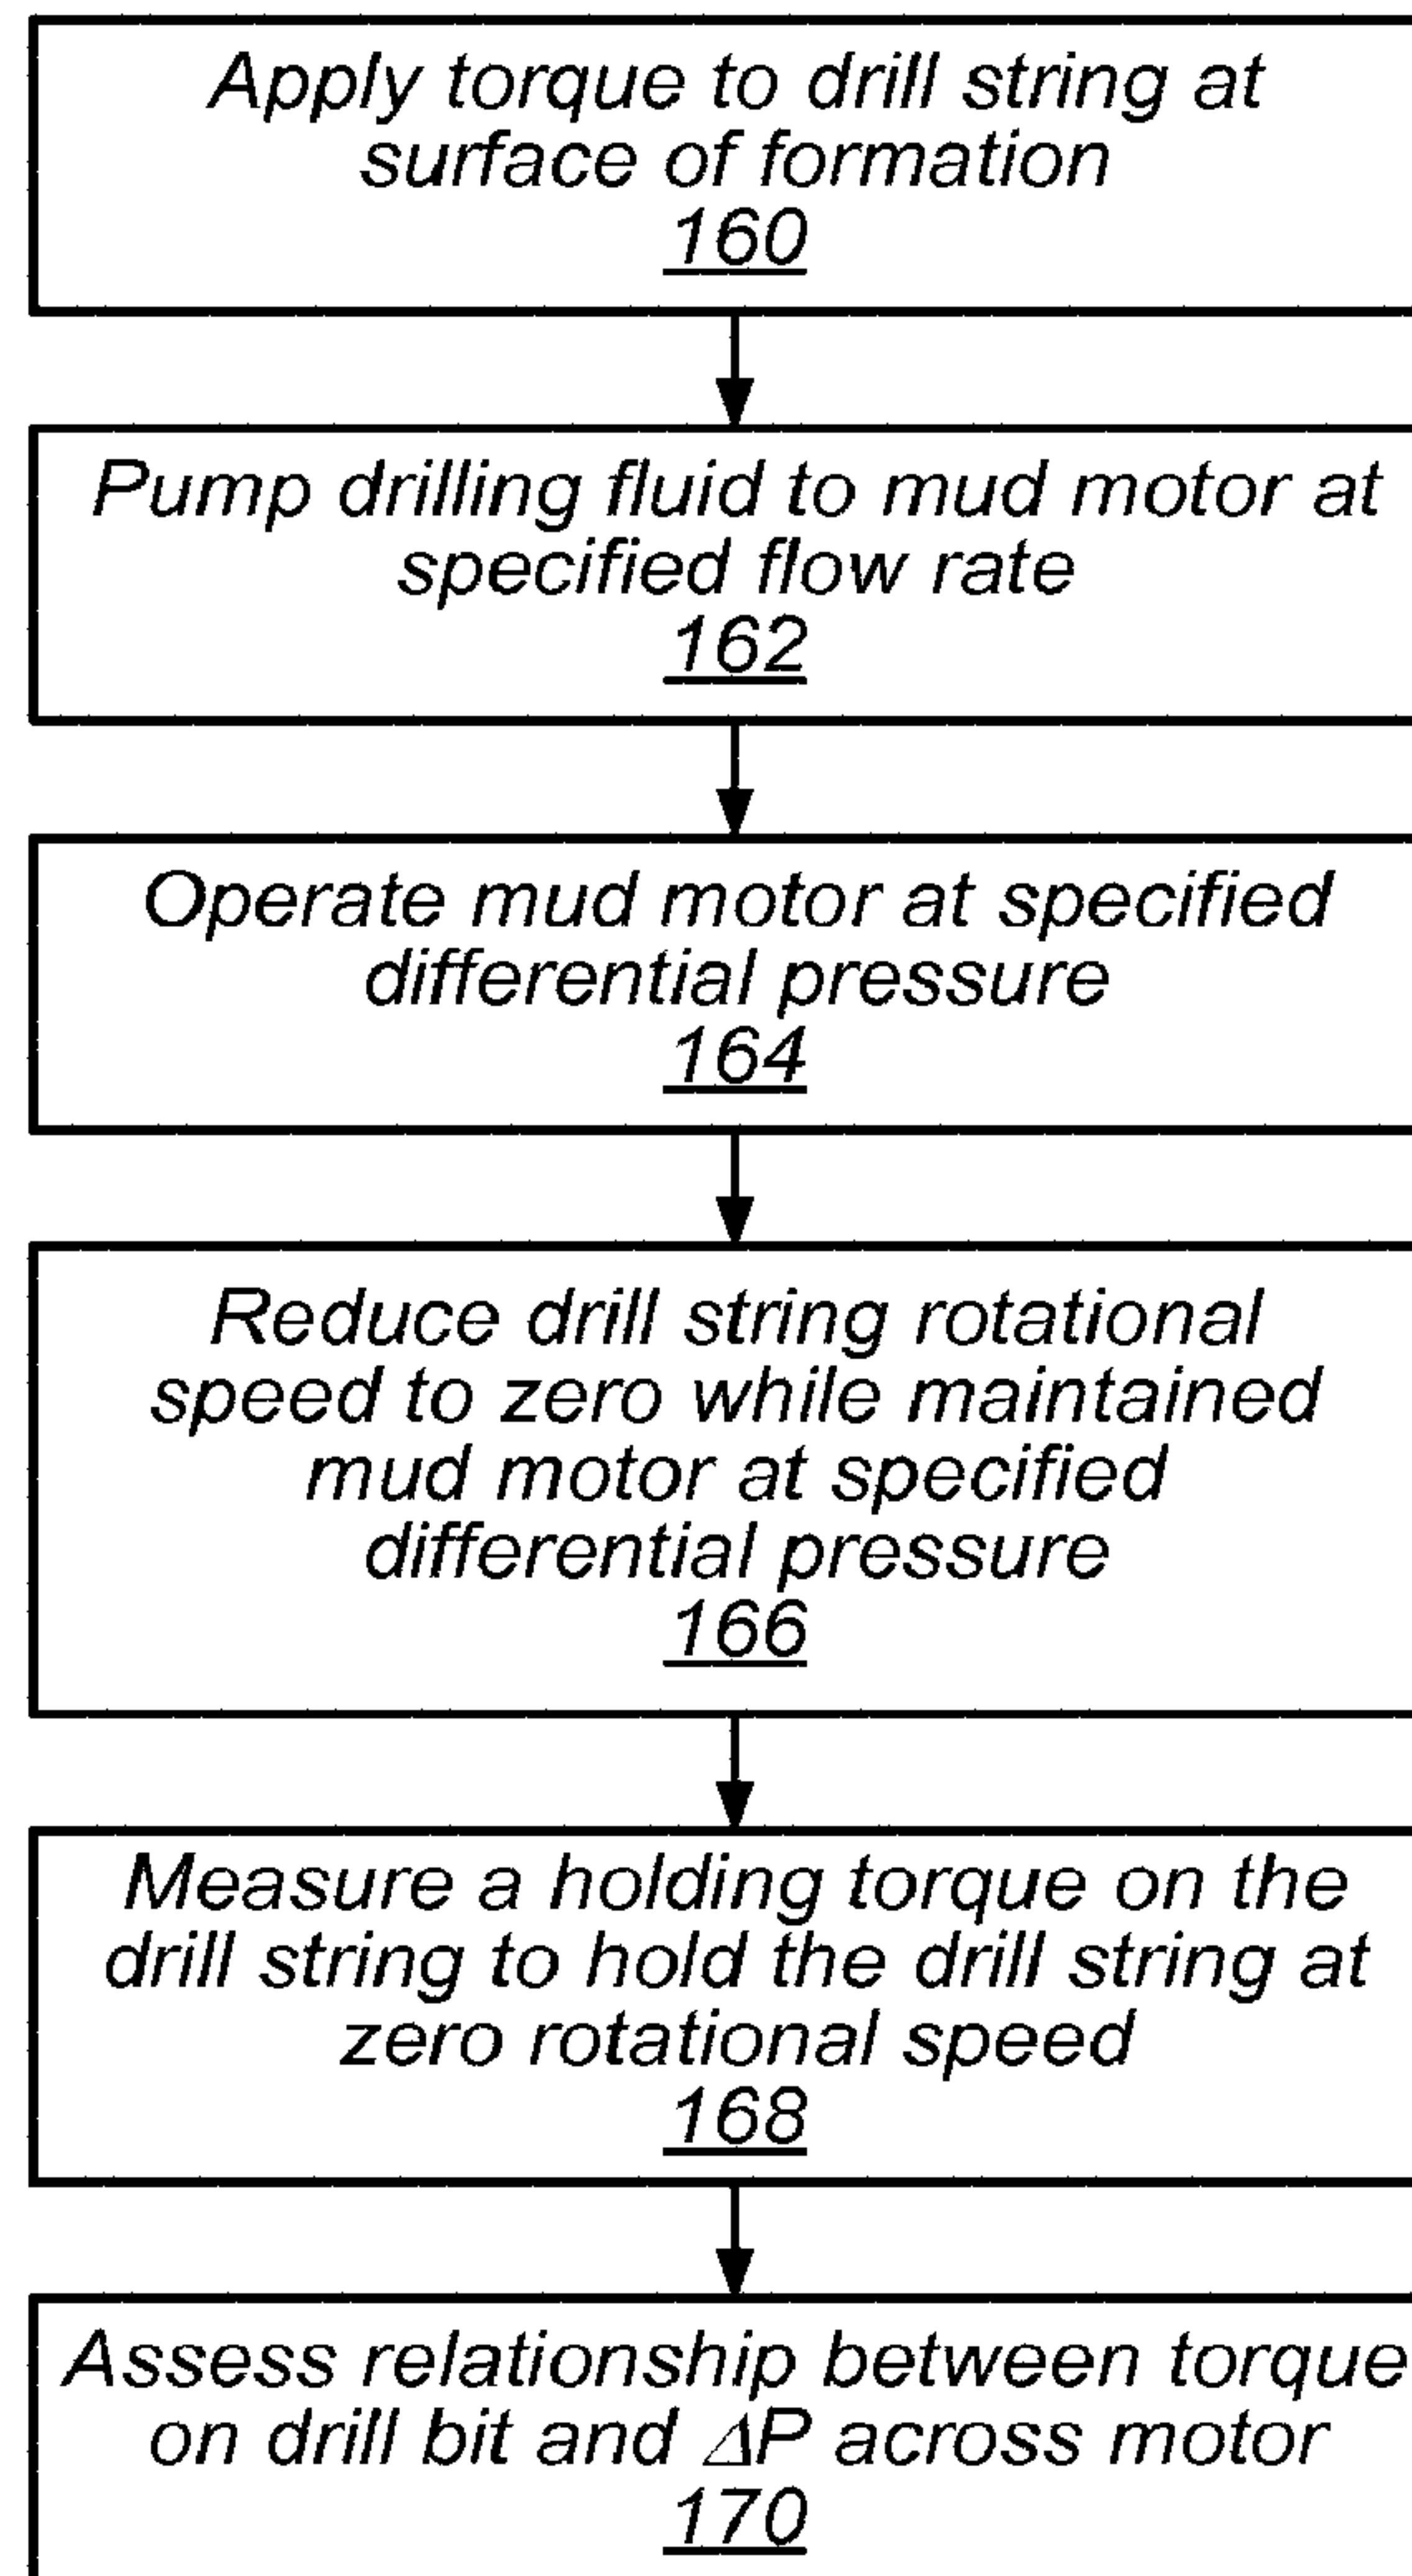 Apply torque to drill string at
surface of formation
160
Pump drilling fluid to mud motor at
specified flow rate
162
Operate mud motor at specified
differential pressure
164
Reduce drill string rotational
speed to zero while maintained
mud motor at specified
differential pressure
166
Measure a holding torque on the
drill string to hold the drill string at
zero rotational speed
168
Assess relationship between torque
on drill bit and ΔP across motor
170